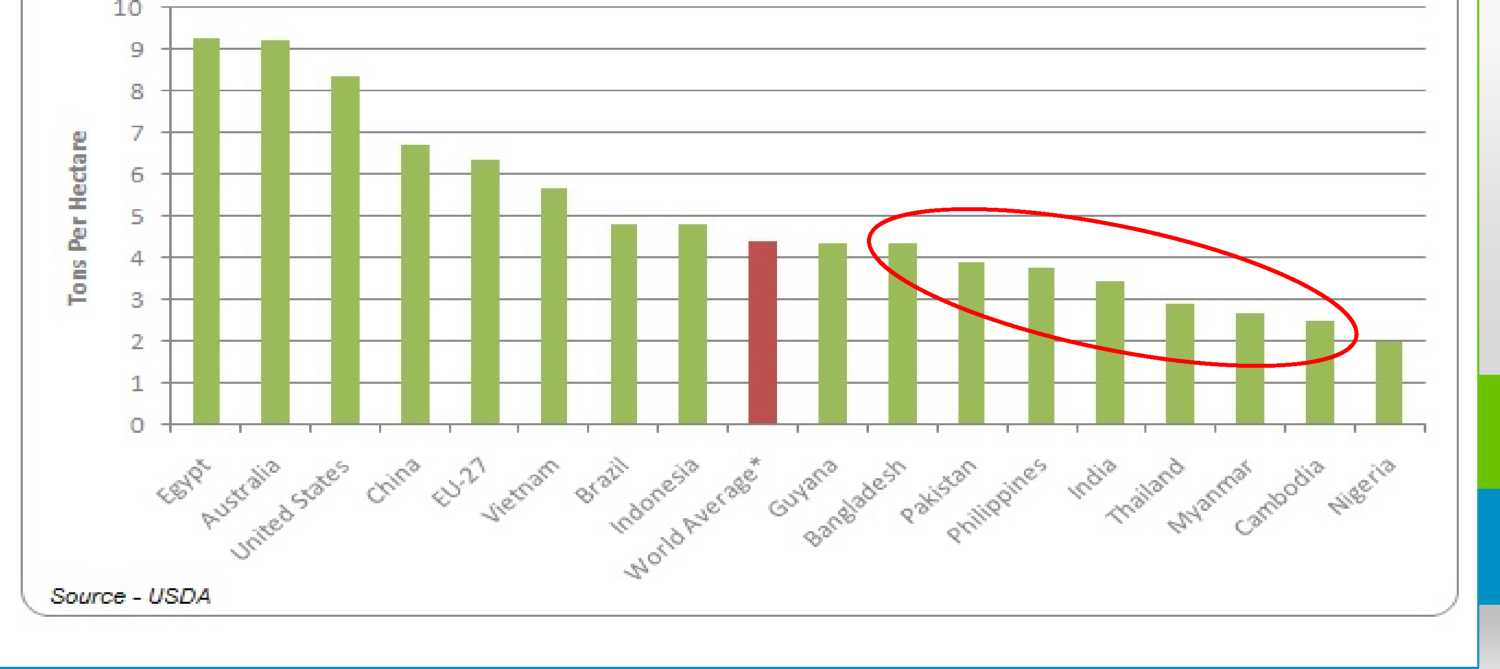 10
9
8
7
6
5
4
3
2
1
0
Tons Per Hectare
Egypt
Australia
United States
China
EU-27
Vietnam
Brazil
Indonesia
World Average*
Guyana
Bangladesh
Pakistan
Philippines
India
Thailand
Myanmar
Cambodia
Nigeria
Source - USDA